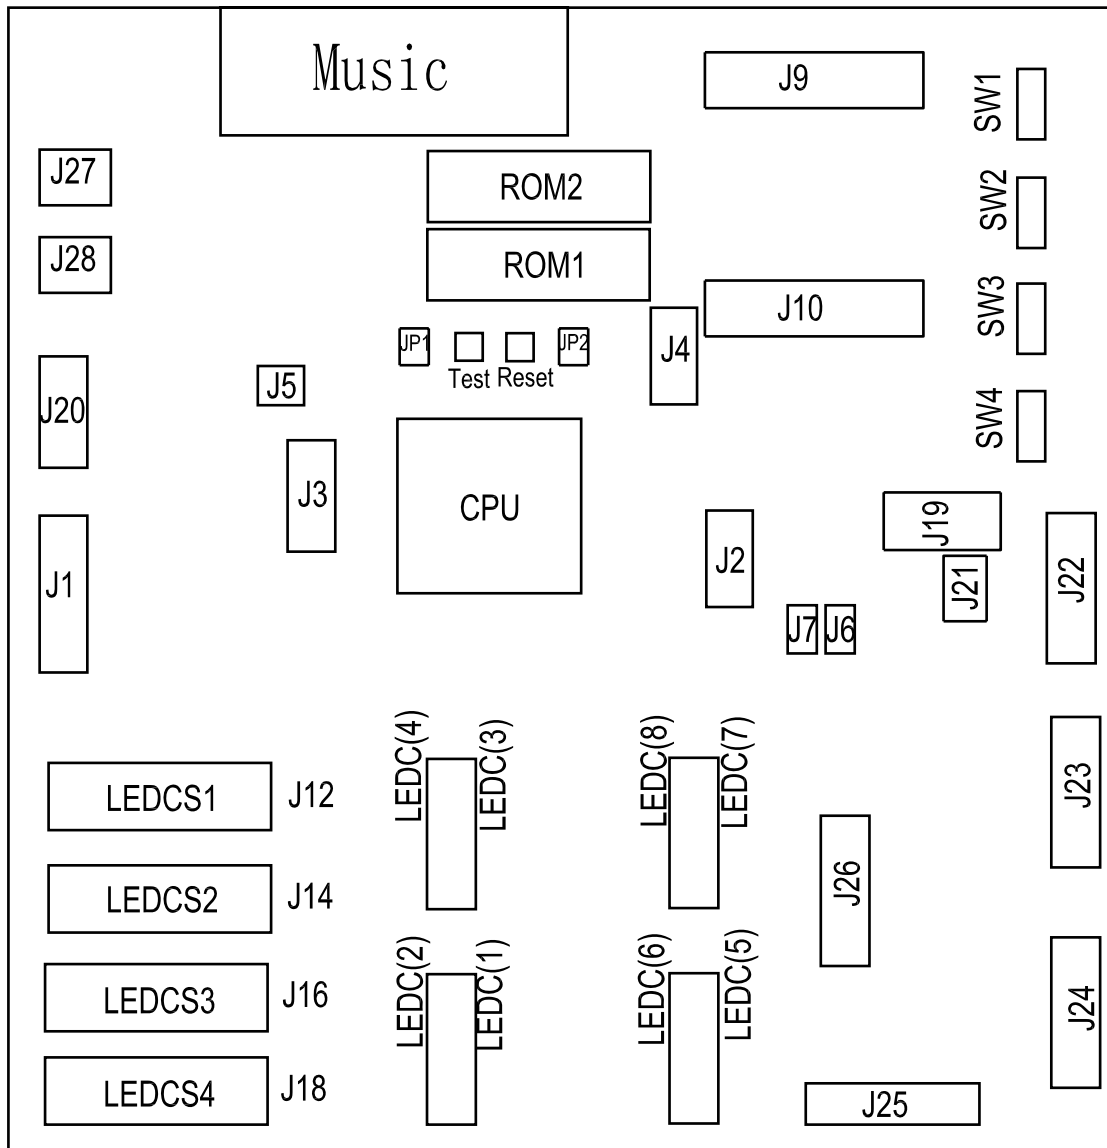 Music
J9
SW1
J27
ROM2
SW2
J28
ROM1
J10
SW3
JP1
JP2
J4
Test Reset
J5
J20
SW4
J3
CPU
J19
J2
J21
J22
J1
J7
J6
LEDC(4)
LEDC(3)
LEDC(8)
LEDC(7)
LEDCS1
J12
J23
LEDCS2
J14
J26
LEDC(2)
LEDC(1)
LEDC(6)
LEDC(5)
LEDCS3
J16
J24
LEDCS4
J18
J25